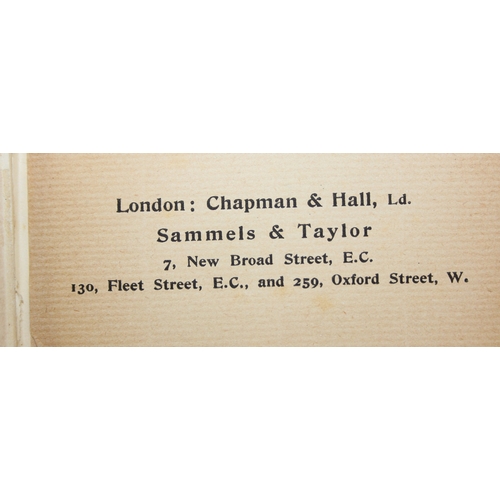 London: Chapman & Hall, Ld.
Sammels & Taylor
7, New Broad Street, E.C.
130, Fleet Street, E.C., and 259, Oxford Street, W.